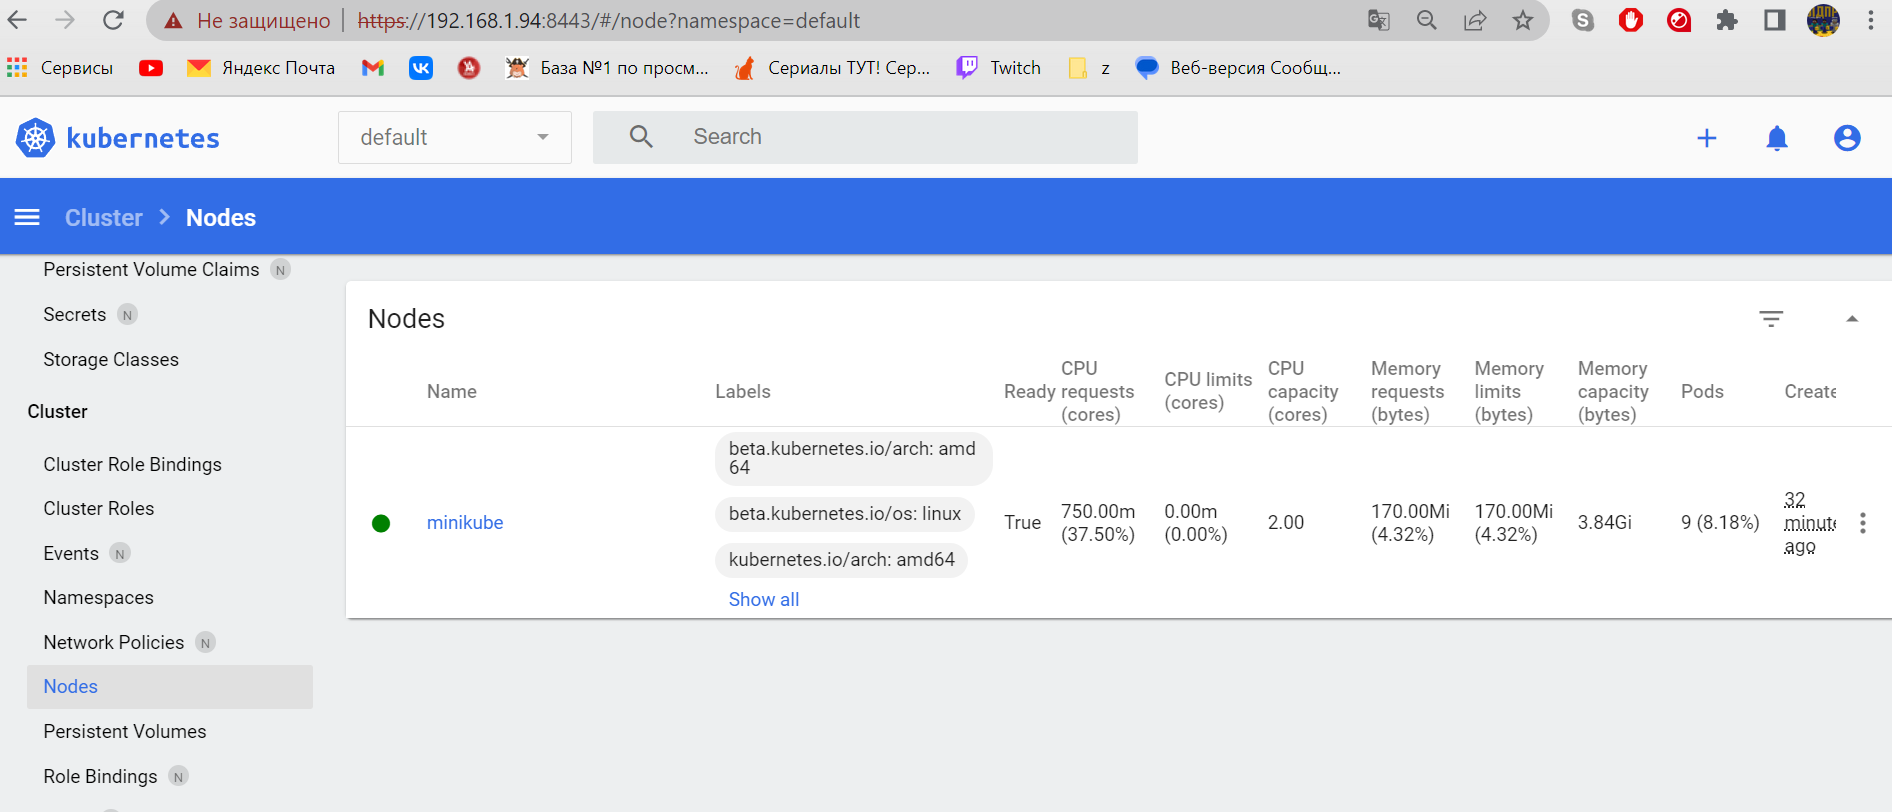 Не защищено https://192.168.1.94:8443/#/node?namespace=default
Сервисы Яндекс Почта База №1 по просм... Сериалы ТУТ! Сер... Twitch z Веб-версия Сообщ...
kubernetes default Search
Cluster Nodes
Persistent Volume Claims N
Secrets N
Storage Classes
Cluster
Cluster Role Bindings
Cluster Roles
Events N
Namespaces
Network Policies N
Nodes
Persistent Volumes
Role Bindings N
Nodes
Name
Labels
Ready
CPU
requests
(cores)
CPU limits
(cores)
CPU
capacity
(cores)
Memory
requests
(bytes)
Memory
limits
(bytes)
Memory
capacity
(bytes)
Pods
Create
minikube
beta.kubernetes.io/arch: amd
64
beta.kubernetes.io/os: linux
kubernetes.io/arch: amd64
Show all
True
750.00m
(37.50%)
0.00m
(0.00%)
2.00
170.00Mi
(4.32%)
170.00Mi
(4.32%)
3.84Gi
9 (8.18%)
32
minute
ago